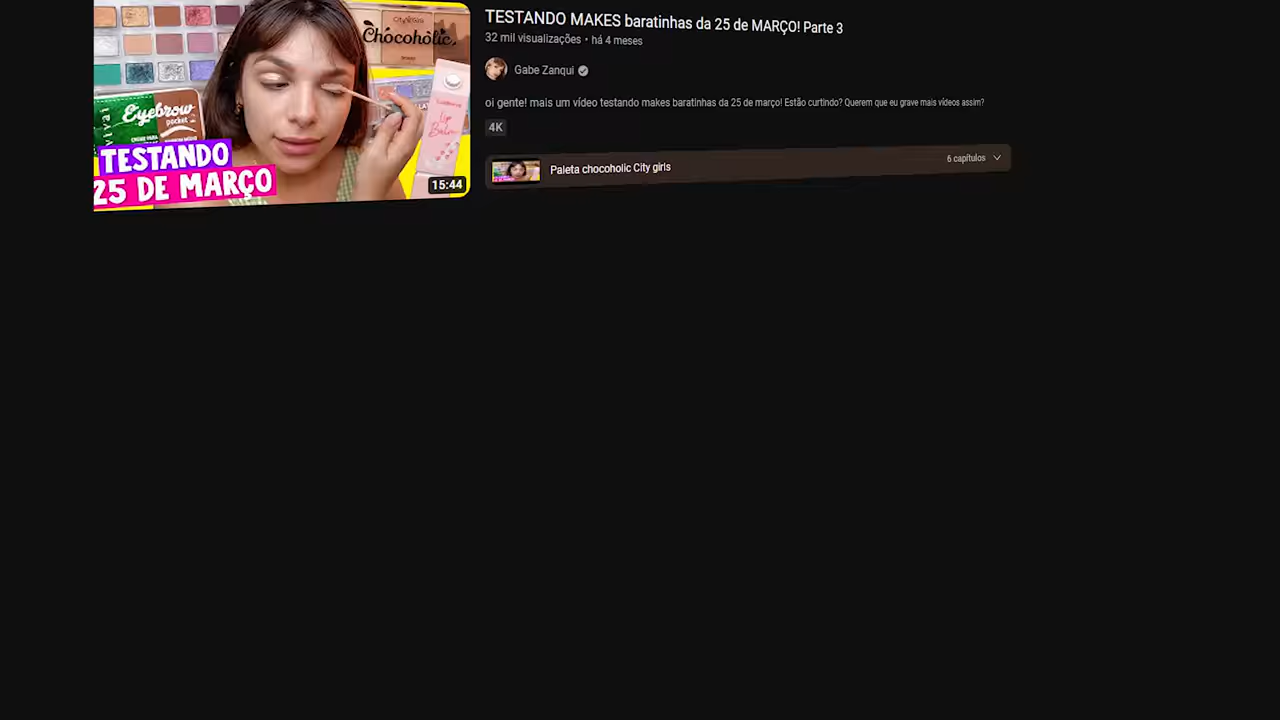 TESTANDO MAKES baratinhas da 25 de MARÇO! Parte 3
32 mil visualizações • há 4 meses
Gabe Zanqui
oi gente! mais um vídeo testando makes baratinhas da 25 de março! Estão curtindo? Querem que eu grave mais vídeos assim?
4K
Paleta chocoholic City girls
6 capítulos
City Girls
Chocoholic
Eyebrow
pocket
Lip
Balm
TESTANDO
25 DE MARÇO
15:44